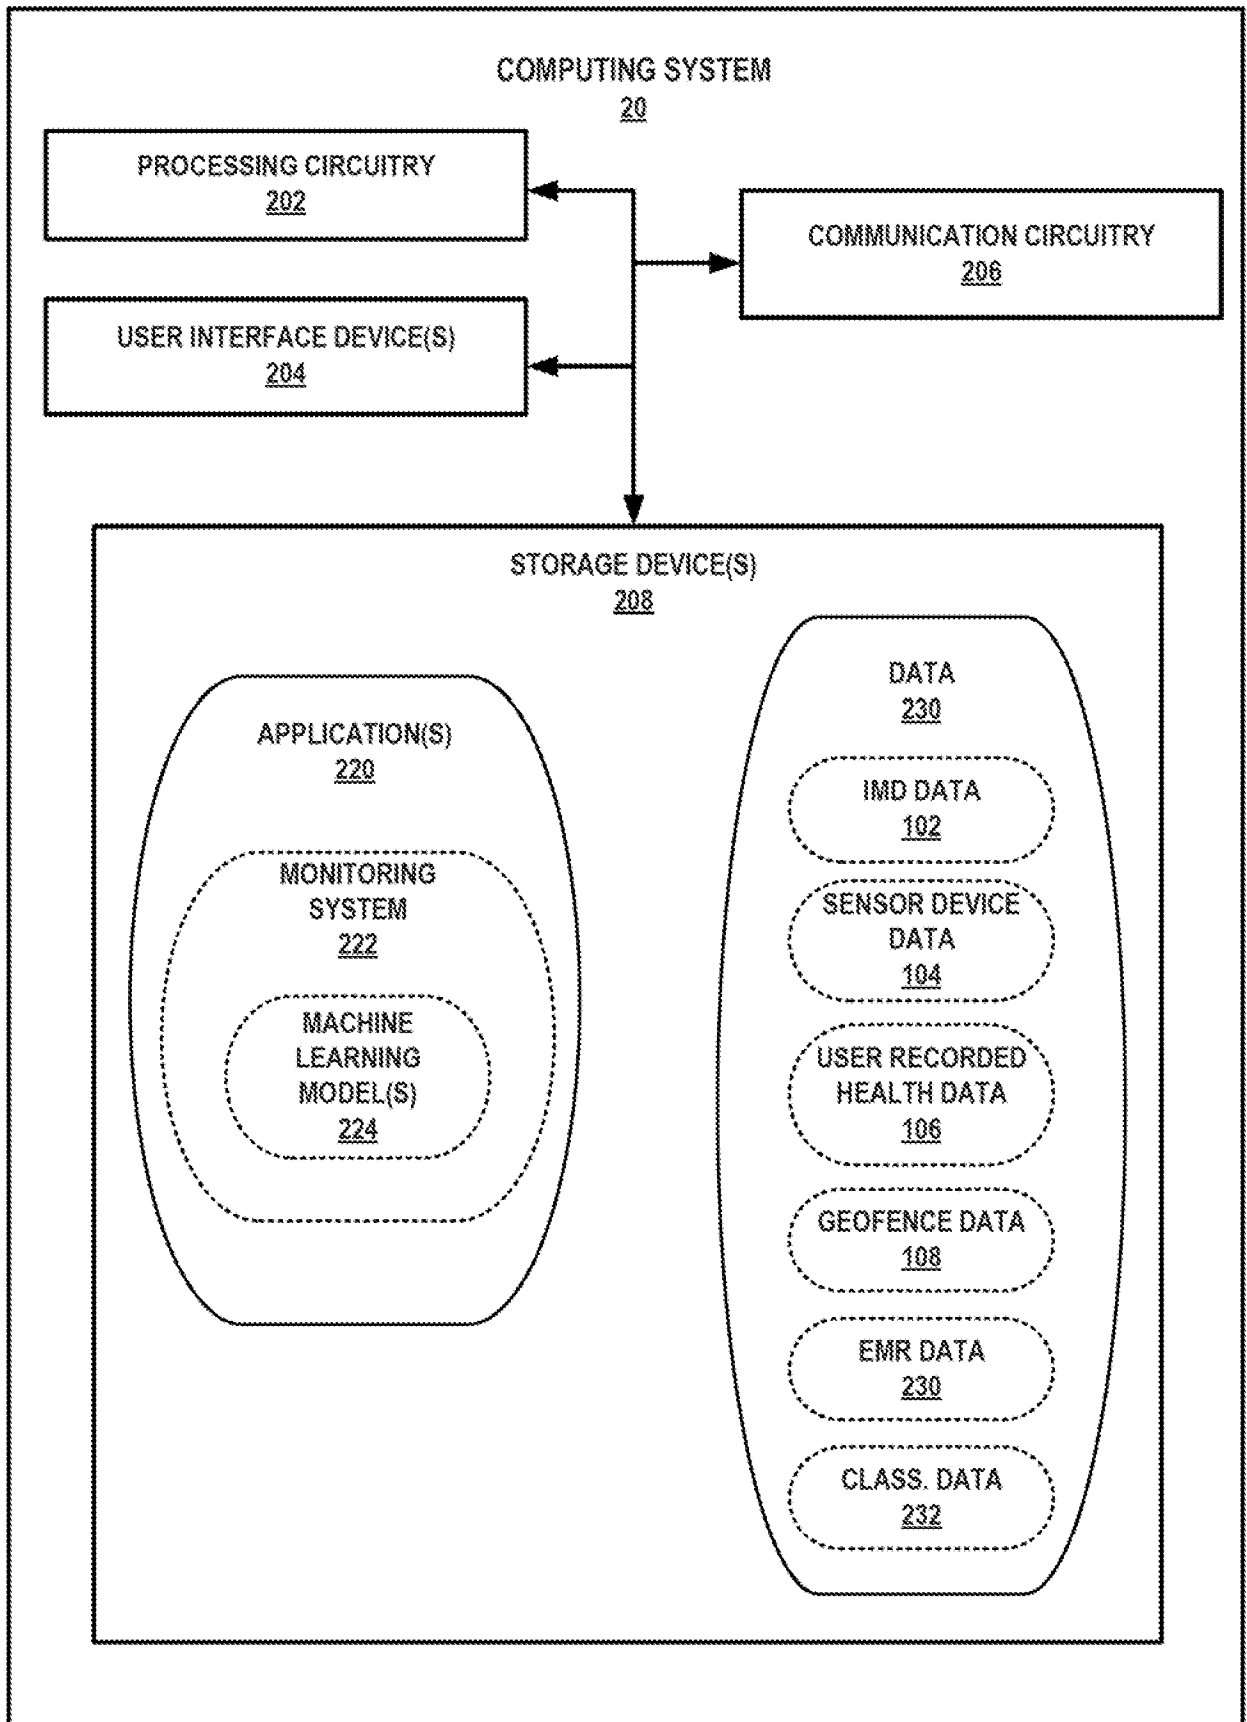 COMPUTING SYSTEM
20
PROCESSING CIRCUITRY
202
COMMUNICATION CIRCUITRY
206
USER INTERFACE DEVICE(S)
204
STORAGE DEVICE(S)
208
APPLICATION(S)
220
MONITORING
SYSTEM
222
MACHINE
LEARNING
MODEL(S)
224
DATA
230
IMD DATA
102
SENSOR DEVICE
DATA
104
USER RECORDED
HEALTH DATA
106
GEOFENCE DATA
108
EMR DATA
230
CLASS. DATA
232